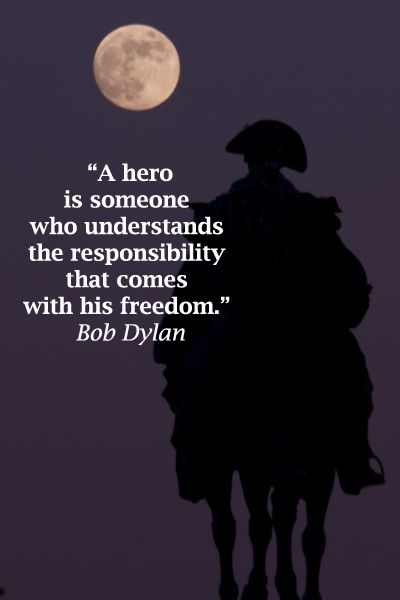 “A hero
is someone
who understands
the responsibility
that comes
with his freedom.”
Bob Dylan